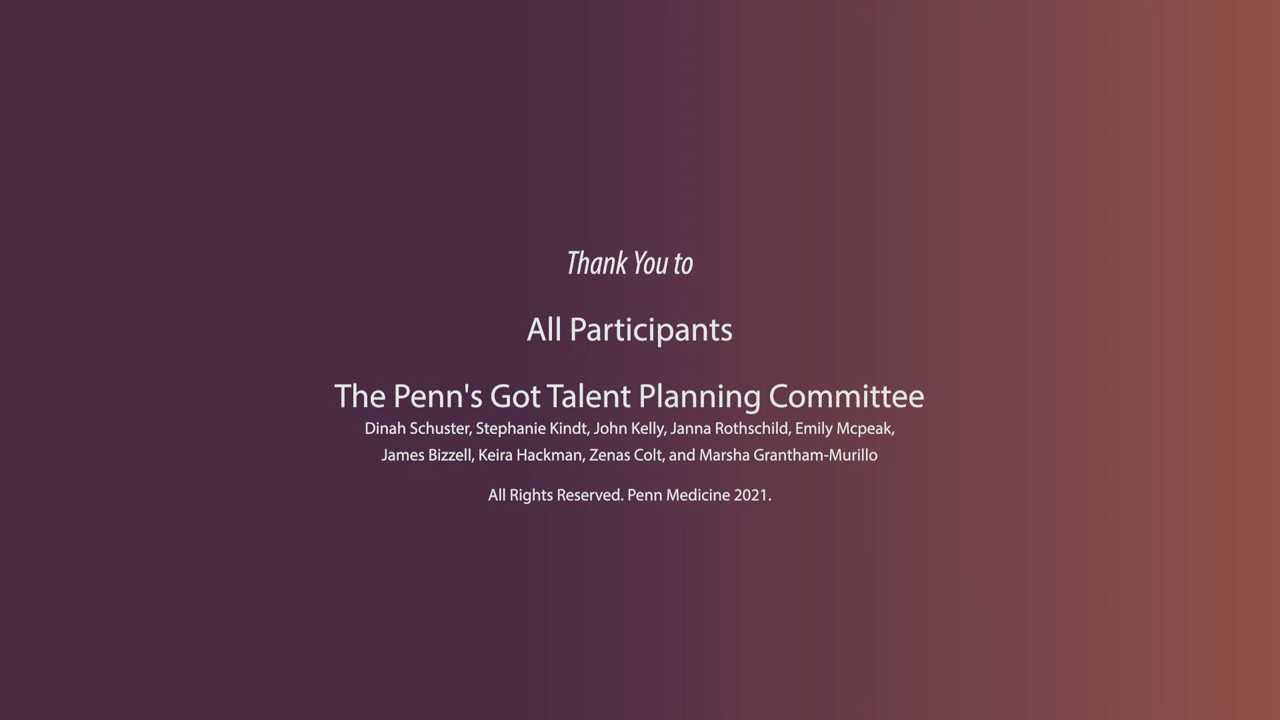 Thank You to
All Participants
The Penn's Got Talent Planning Committee
Dinah Schuster, Stephanie Kindt, John Kelly, Janna Rothschild, Emily Mcpeak,
James Bizzell, Keira Hackman, Zenas Colt, and Marsha Grantham-Murillo
All Rights Reserved. Penn Medicine 2021.